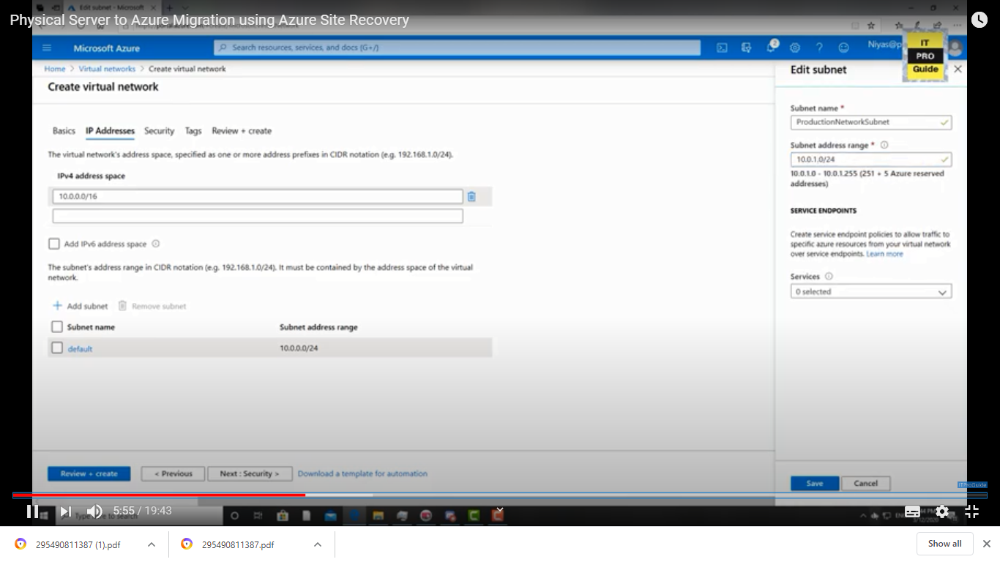 Edit subnet - Microsoft
Physical Server to Azure Migration using Azure Site Recovery
Microsoft Azure
Search resources, services, and docs (G+/)
2
Niyas@p
IT
PRO
Guide
Home > Virtual networks > Create virtual network
Create virtual network
Edit subnet
Basics IP Addresses Security Tags Review + create
The virtual network's address space, specified as one or more address prefixes in CIDR notation (e.g. 192.168.1.0/24).
IPv4 address space
10.0.0.0/16
Add IPv6 address space
The subnet's address range in CIDR notation (e.g. 192.168.1.0/24). It must be contained by the address space of the virtual
network.
+ Add subnet Remove subnet
Subnet name Subnet address range
default 10.0.0.0/24
Subnet name *
ProductionNetworkSubnet
Subnet address range *
10.0.1.0/24
10.0.1.0 - 10.0.1.255 (251 + 5 Azure reserved
addresses)
SERVICE ENDPOINTS
Create service endpoint policies to allow traffic to
specific azure resources from your virtual network
over service endpoints. Learn more
Services
0 selected
Review + create < Previous Next : Security > Download a template for automation
Save Cancel
ITProGuide
5:55 / 19:43
Type here to search
295490811387 (1).pdf
295490811387.pdf
Show all